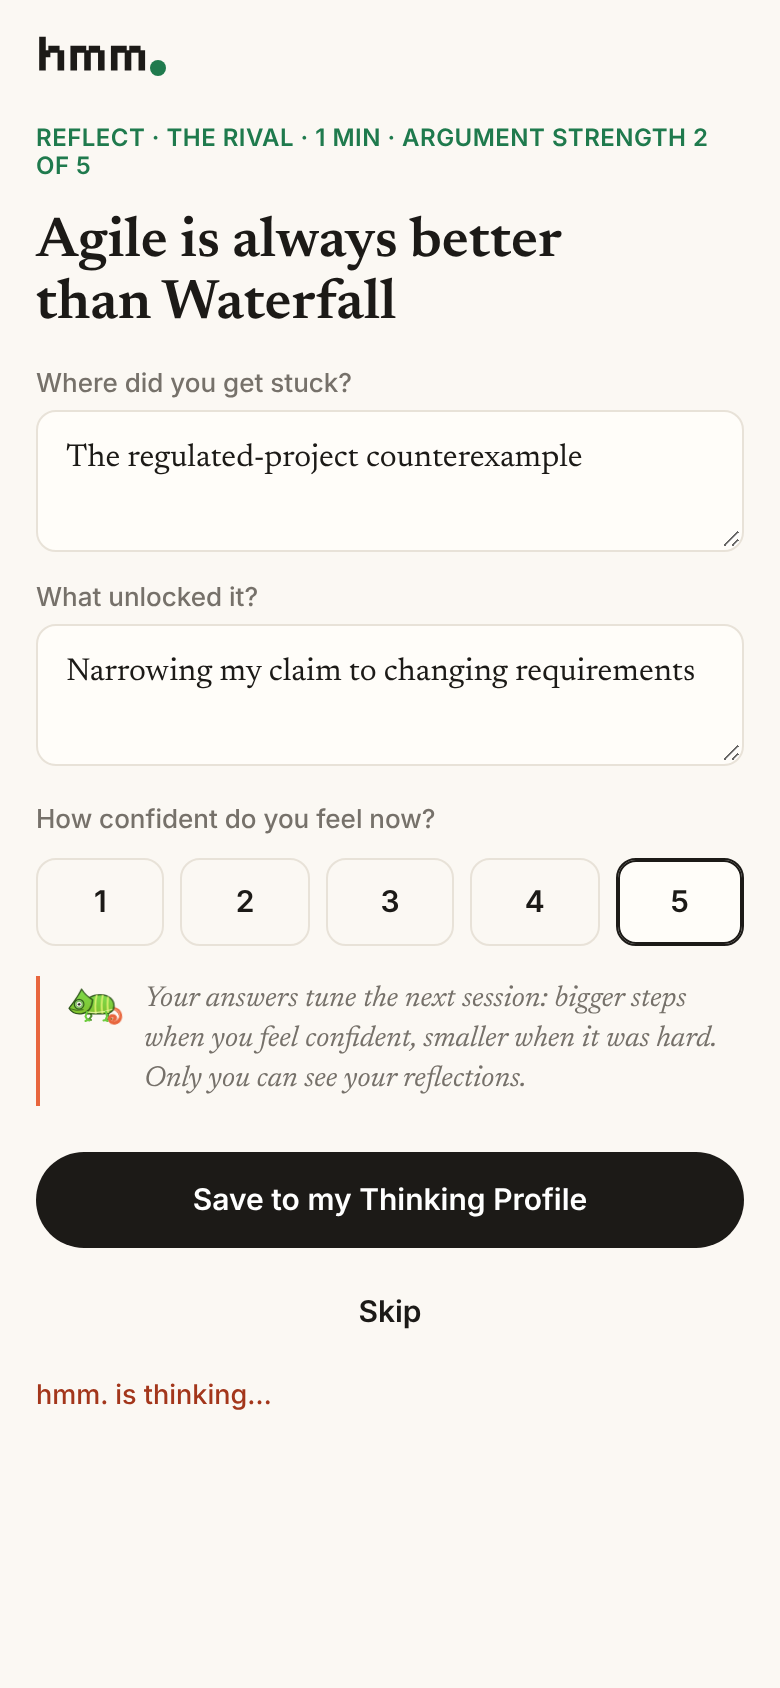 hmm.
REFLECT · THE RIVAL · 1 MIN · ARGUMENT STRENGTH 2
OF 5
Agile is always better
than Waterfall
Where did you get stuck?
The regulated-project counterexample
What unlocked it?
Narrowing my claim to changing requirements
How confident do you feel now?
1 2 3 4 5
Your answers tune the next session: bigger steps
when you feel confident, smaller when it was hard.
Only you can see your reflections.
Save to my Thinking Profile
Skip
hmm. is thinking...